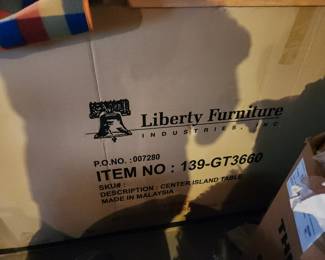 Liberty Furniture
INDUSTRIES, INC
P.O.NO. : 007280
ITEM NO : 139-GT3660
SKU# :
DESCRIPTION : CENTER ISLAND TABLE
MADE IN MALAYSIA